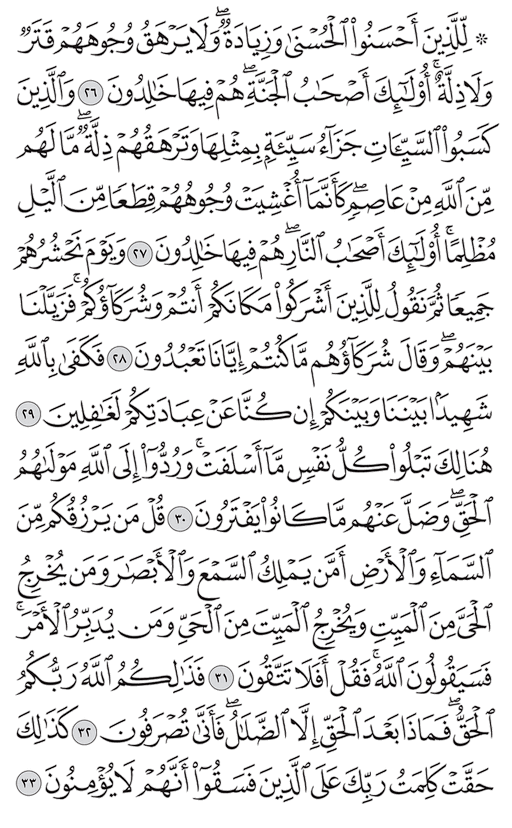 ۞ لِّلَّذِينَ أَحۡسَنُواْ ٱلۡحُسۡنَىٰ وَزِيَادَةٞۖ وَلَا يَرۡهَقُ وُجُوهَهُمۡ قَتَرٞ
وَلَا ذِلَّةٌۚ أُوْلَٰٓئِكَ أَصۡحَٰبُ ٱلۡجَنَّةِۖ هُمۡ فِيهَا خَٰلِدُونَ ٢٦ وَٱلَّذِينَ
كَسَبُواْ ٱلسَّيِّـَٔاتِ جَزَآءُ سَيِّئَةِۭ بِمِثۡلِهَا وَتَرۡهَقُهُمۡ ذِلَّةٞۖ مَّا لَهُم
مِّنَ ٱللَّهِ مِنۡ عَاصِمٖۖ كَأَنَّمَآ أُغۡشِيَتۡ وُجُوهُهُمۡ قِطَعٗا مِّنَ ٱلَّيۡلِ
مُظۡلِمًاۚ أُوْلَٰٓئِكَ أَصۡحَٰبُ ٱلنَّارِۖ هُمۡ فِيهَا خَٰلِدُونَ ٢٧ وَيَوۡمَ نَحۡشُرُهُمۡ
جَمِيعٗا ثُمَّ نَقُولُ لِلَّذِينَ أَشۡرَكُواْ مَكَانَكُمۡ أَنتُمۡ وَشُرَكَآؤُكُمۡۚ فَزَيَّلۡنَا
بَيۡنَهُمۡۖ وَقَالَ شُرَكَآؤُهُم مَّا كُنتُمۡ إِيَّانَا تَعۡبُدُونَ ٢٨ فَكَفَىٰ بِٱللَّهِ
شَهِيدَۢا بَيۡنَنَا وَبَيۡنَكُمۡ إِن كُنَّا عَنۡ عِبَادَتِكُمۡ لَغَٰفِلِينَ ٢٩
هُنَالِكَ تَبۡلُواْ كُلُّ نَفۡسٖ مَّآ أَسۡلَفَتۡۚ وَرُدُّوٓاْ إِلَى ٱللَّهِ مَوۡلَىٰهُمُ
ٱلۡحَقِّۖ وَضَلَّ عَنۡهُم مَّا كَانُواْ يَفۡتَرُونَ ٣٠ قُلۡ مَن يَرۡزُقُكُم مِّنَ
ٱلسَّمَآءِ وَٱلۡأَرۡضِ أَمَّن يَمۡلِكُ ٱلسَّمۡعَ وَٱلۡأَبۡصَٰرَ وَمَن يُخۡرِجُ
ٱلۡحَيَّ مِنَ ٱلۡمَيِّتِ وَيُخۡرِجُ ٱلۡمَيِّتَ مِنَ ٱلۡحَيِّ وَمَن يُدَبِّرُ ٱلۡأَمۡرَۚ
فَسَيَقُولُونَ ٱللَّهُۚ فَقُلۡ أَفَلَا تَتَّقُونَ ٣١ فَذَٰلِكُمُ ٱللَّهُ رَبُّكُمُ
ٱلۡحَقُّۖ فَمَاذَا بَعۡدَ ٱلۡحَقِّ إِلَّا ٱلضَّلَٰلُۖ فَأَنَّىٰ تُصۡرَفُونَ ٣٢ كَذَٰلِكَ
حَقَّتۡ كَلِمَتُ رَبِّكَ عَلَى ٱلَّذِينَ فَسَقُوٓاْ أَنَّهُمۡ لَا يُؤۡمِنُونَ ٣٣